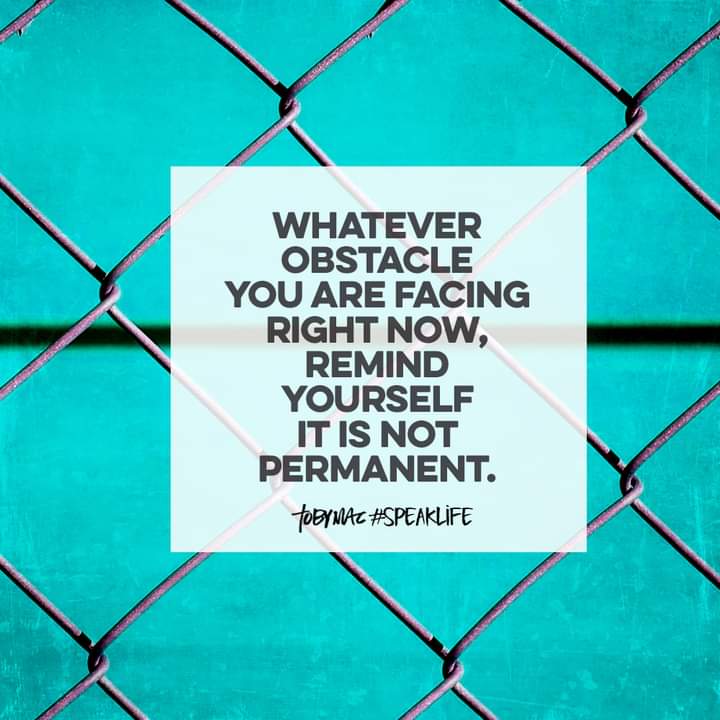 WHATEVER
OBSTACLE
YOU ARE FACING
RIGHT NOW,
REMIND
YOURSELF
IT IS NOT
PERMANENT.
TOBYMAC #SPEAKLIFE